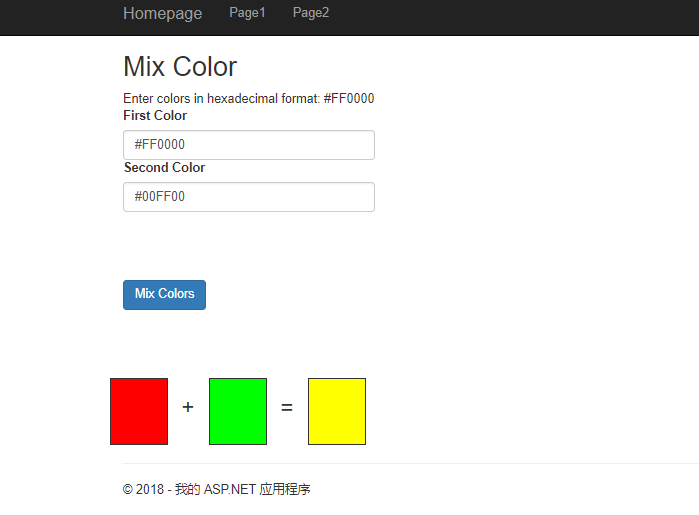 Homepage Page1 Page2
Mix Color
Enter colors in hexadecimal format: #FF0000
First Color
#FF0000
Second Color
#00FF00
Mix Colors
+ =
© 2018 - 我的 ASP.NET 应用程序